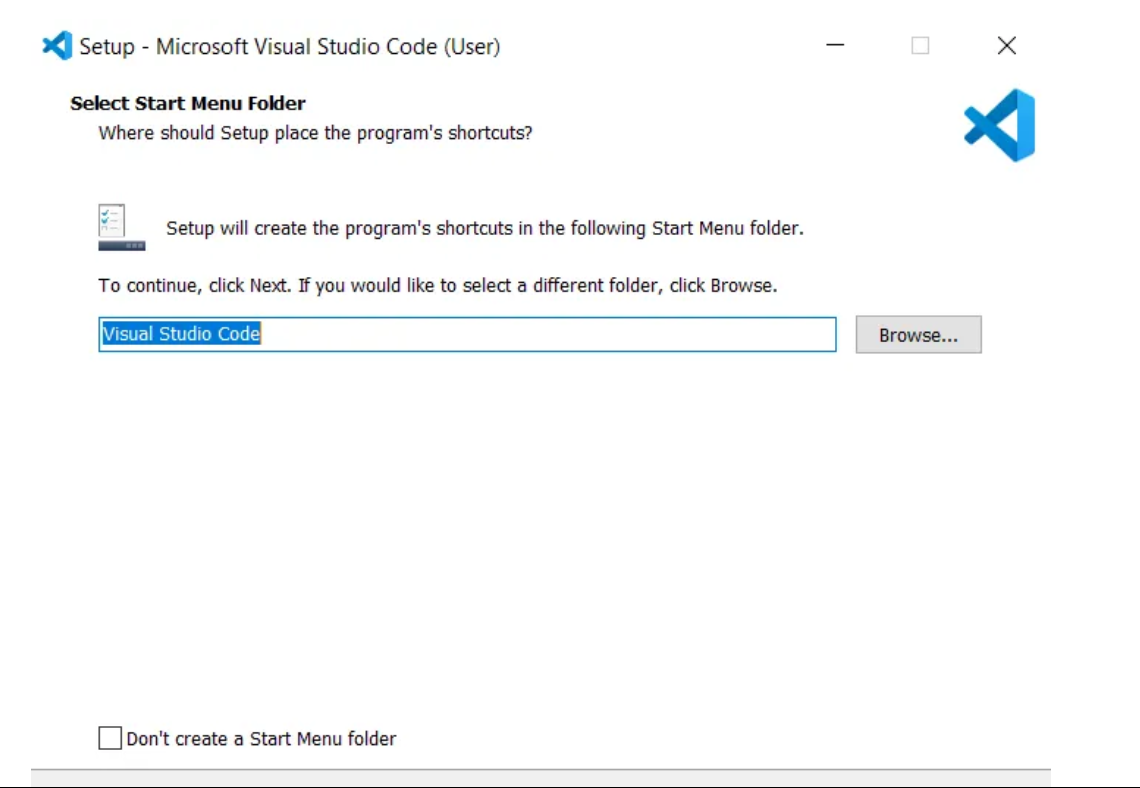 Setup - Microsoft Visual Studio Code (User)
Select Start Menu Folder
Where should Setup place the program's shortcuts?
Setup will create the program's shortcuts in the following Start Menu folder.
To continue, click Next. If you would like to select a different folder, click Browse.
Visual Studio Code
Browse...
Don't create a Start Menu folder